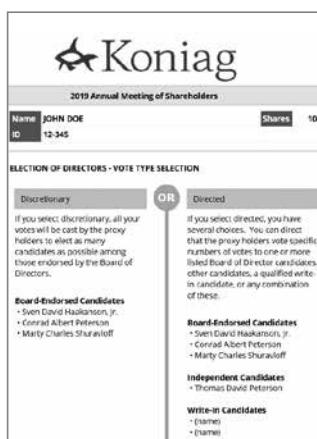 Koniag
2019 Annual Meeting of Shareholders
Name JOHN DOE Shares 10
ID 12-345
ELECTION OF DIRECTORS - VOTE TYPE SELECTION
Discretionary
If you select discretionary, all your
votes will be cast by the proxy
holders to elect as many
candidates as possible among
those endorsed by the Board of
Directors.
Board-Endorsed Candidates
• Sven David Haakanson, Jr.
• Conrad Albert Peterson
• Marty Charles Shuravloff
OR
Directed
If you select directed, you have
several choices. You can direct
that the proxy holders vote specific
numbers of votes to one or more
listed Board of Director candidates,
other candidates, a qualified write-
in candidate, or any combination
of these.
Board-Endorsed Candidates
• Sven David Haakanson, Jr.
• Conrad Albert Peterson
• Marty Charles Shuravloff
Independent Candidates
• Thomas David Peterson
Write-In Candidates
• (name)
• (name)